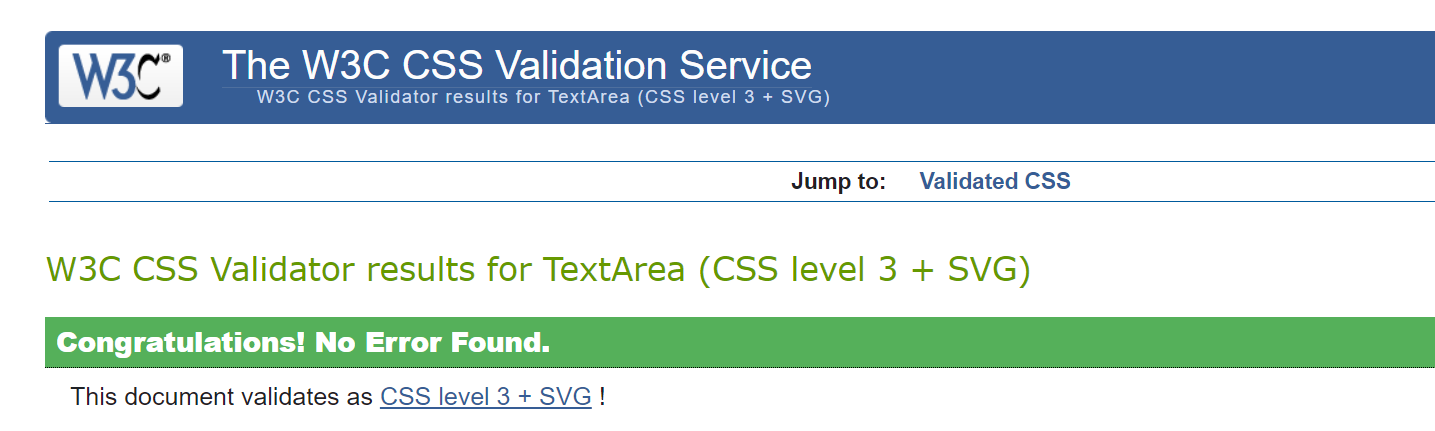 W3C®
The W3C CSS Validation Service
W3C CSS Validator results for TextArea (CSS level 3 + SVG)
Jump to: Validated CSS
W3C CSS Validator results for TextArea (CSS level 3 + SVG)
Congratulations! No Error Found.
This document validates as CSS level 3 + SVG !